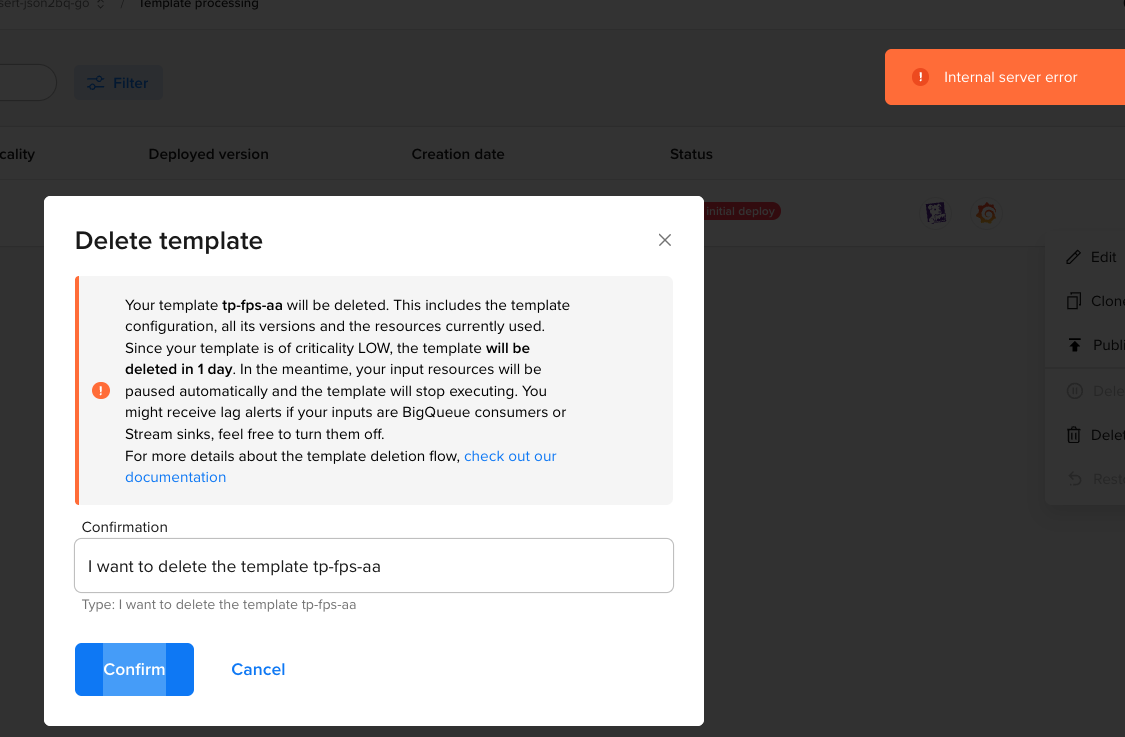 sert-json2bq-go / Template processing
Internal server error
Filter
cality Deployed version Creation date Status
initial deploy
Delete template
Edit
Clone
Publi
Dele
Delet
Rest
Your template tp-fps-aa will be deleted. This includes the template
configuration, all its versions and the resources currently used.
Since your template is of criticality LOW, the template will be
deleted in 1 day. In the meantime, your input resources will be
paused automatically and the template will stop executing. You
might receive lag alerts if your inputs are BigQueue consumers or
Stream sinks, feel free to turn them off.
For more details about the template deletion flow, check out our
documentation
Confirmation
I want to delete the template tp-fps-aa
Type: I want to delete the template tp-fps-aa
Confirm Cancel